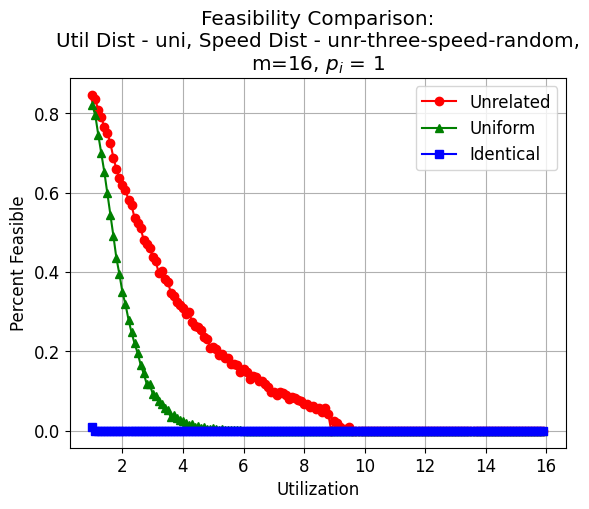 Feasibility Comparison:
Util Dist - uni, Speed Dist - unr-three-speed-random,
m=16, $p_i$ = 1
Unrelated
Uniform
Identical
Percent Feasible
0.8
0.6
0.4
0.2
0.0
2 4 6 8 10 12 14 16
Utilization